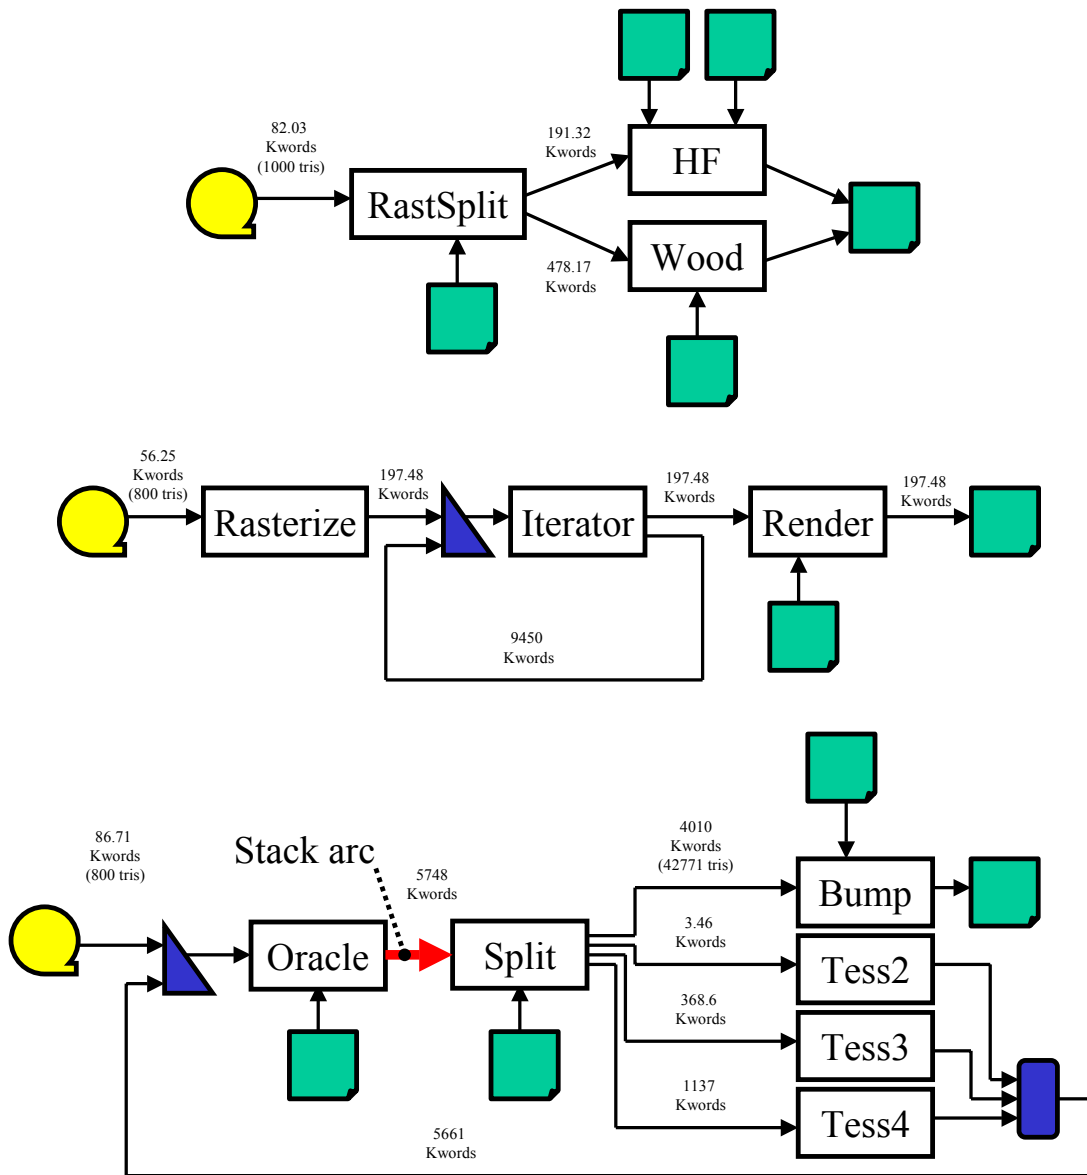 82.03
Kwords
(1000 tris)
191.32
Kwords
HF
RastSplit
Wood
478.17
Kwords
56.25
Kwords
(800 tris)
197.48
Kwords
197.48
Kwords
197.48
Kwords
Rasterize
Iterator
Render
9450
Kwords
86.71
Kwords
(800 tris)
Stack arc
5748
Kwords
4010
Kwords
(42771 tris)
Bump
3.46
Kwords
Oracle
Split
Tess2
368.6
Kwords
Tess3
1137
Kwords
Tess4
5661
Kwords